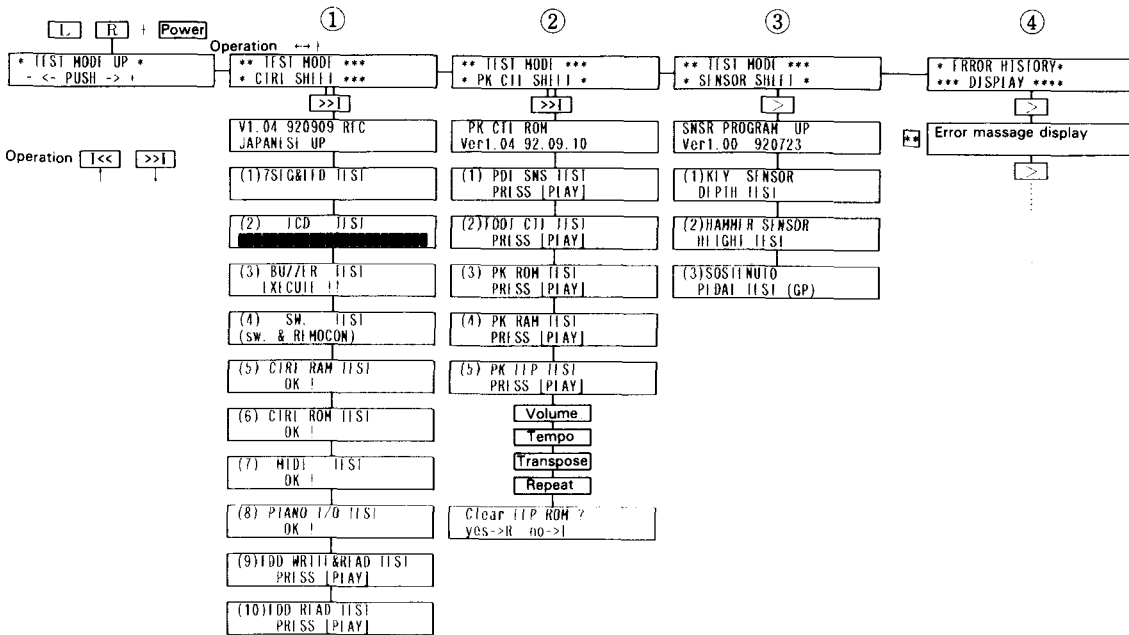 ① ② ③ ④
L R + Power
Operation ←→ +
* TEST MODE UP *
- <- PUSH -> +
Operation I<< >>I
** TEST MODE ***
* CTRL SHEET ***
>>I
V1.04 920909 REC
JAPANESE UP
(1)7SEG&LED TEST
(2) LCD TEST
(3) BUZZER TEST
EXECUTE !!
(4) SW. TEST
(sw. & REMOCON)
(5) CTRL RAM TEST
OK !
(6) CTRL ROM TEST
OK !
(7) MIDI TEST
OK !
(8) PIANO I/O TEST
OK !
(9)FDD WRITE&READ TEST
PRESS [PLAY]
(10)FDD READ TEST
PRESS [PLAY]
** TEST MODE ***
* PK CTL SHEET *
>>I
PK CTL ROM
Ver1.04 92.09.10
(1) PDL SNS TEST
PRESS [PLAY]
(2)FOOT CTL TEST
PRESS [PLAY]
(3) PK ROM TEST
PRESS [PLAY]
(4) PK RAM TEST
PRESS [PLAY]
(5) PK EEP TEST
PRESS [PLAY]
Volume
Tempo
Transpose
Repeat
Clear EEP ROM ?
yes->R no->L
** TEST MODE ***
* SENSOR SHEET *
>
SNSR PROGRAM UP
Ver1.00 920723
(1)KEY SENSOR
DEPTH TEST
(2)HAMMER SENSOR
HEIGHT TEST
(3)SOSTENUTO
PEDAL TEST (GP)
* ERROR HISTORY*
*** DISPLAY ****
>
** Error massage display
>